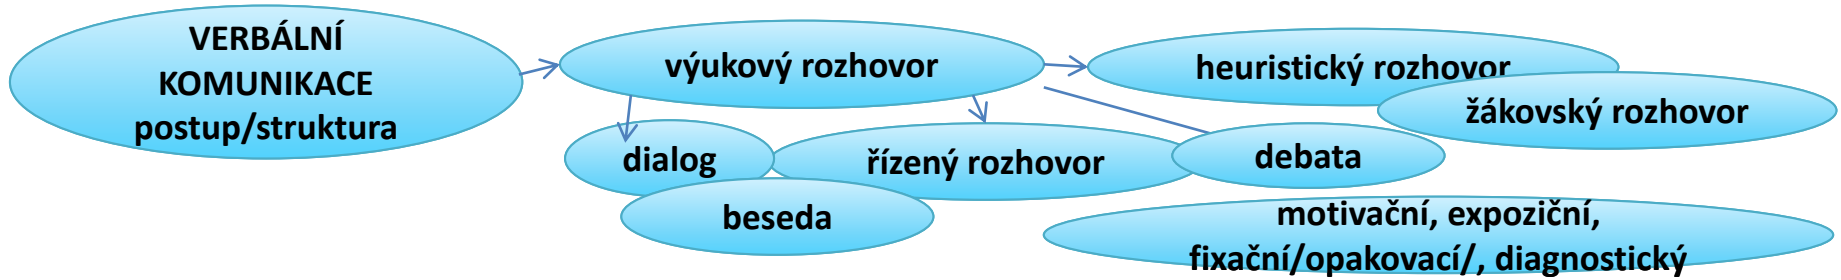 VERBÁLNÍ
KOMUNIKACE
postup/struktura
výukový rozhovor
heuristický rozhovor
žákovský rozhovor
dialog
řízený rozhovor
debata
beseda
motivační, expoziční,
fixační/opakovací/, diagnostický